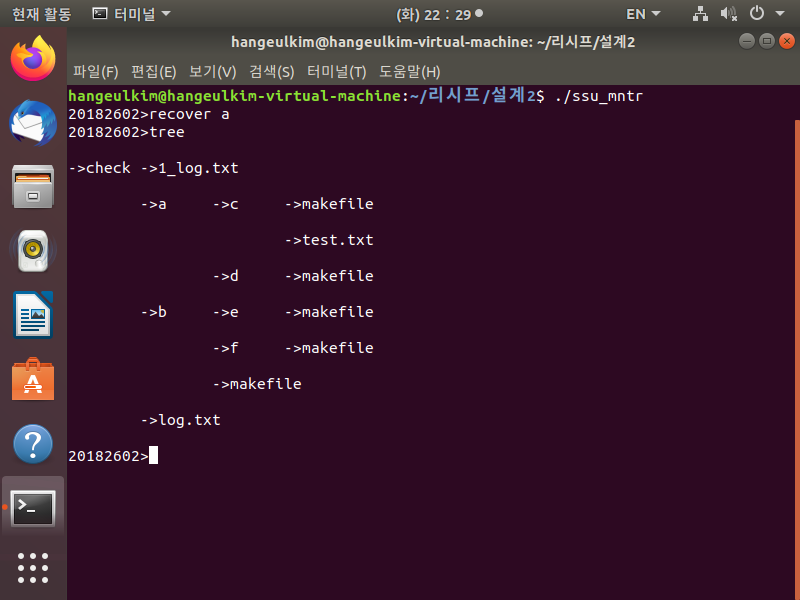 현재 활동 터미널 (화) 22 : 29 EN
hangeulkim@hangeulkim-virtual-machine: ~/리시프/설계2
파일(F) 편집(E) 보기(V) 검색(S) 터미널(T) 도움말(H)
hangeulkim@hangeulkim-virtual-machine:~/리시프/설계2$ ./ssu_mntr
20182602>recover a
20182602>tree
->check ->1_log.txt
->a ->c ->makefile
->test.txt
->d ->makefile
->b ->e ->makefile
->f ->makefile
->makefile
->log.txt
20182602>